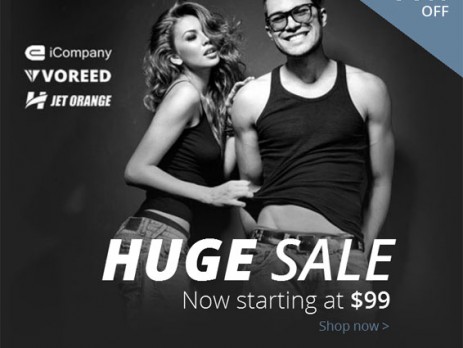 OFF
iCompany
VOREED
JET ORANGE
HUGE SALE
Now starting at $99
Shop now >